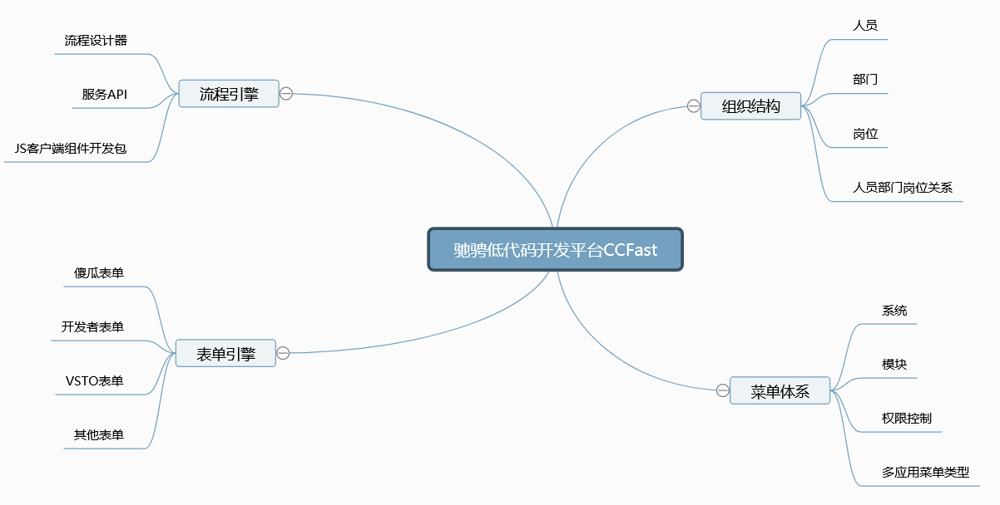 驰骋低代码开发平台CCFast
流程引擎
流程设计器
服务API
JS客户端组件开发包
表单引擎
傻瓜表单
开发者表单
VSTO表单
其他表单
组织结构
人员
部门
岗位
人员部门岗位关系
菜单体系
系统
模块
权限控制
多应用菜单类型